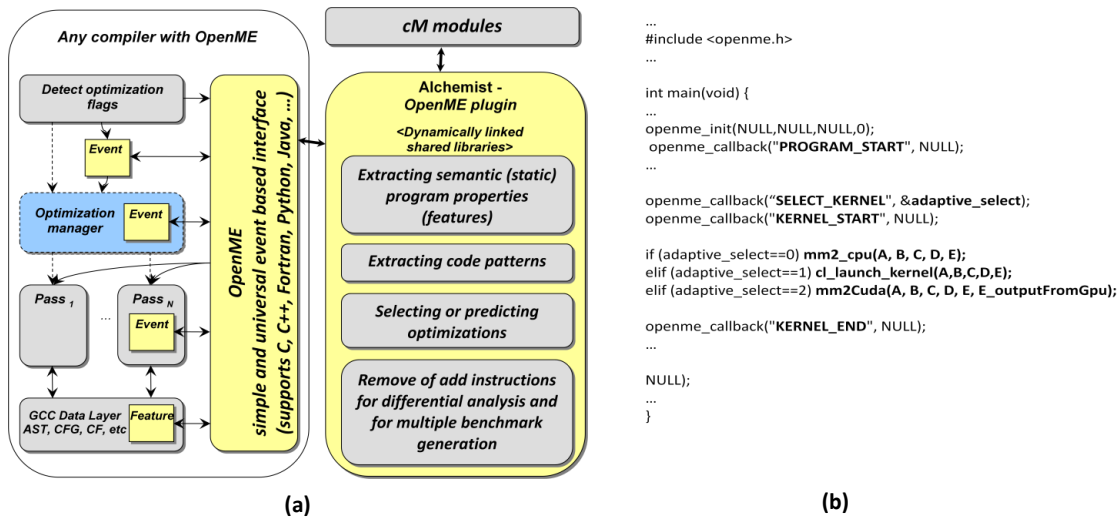 Any compiler with OpenME
Detect optimization
flags
Event
Optimization
manager
Event
Pass 1
...
Pass N
Event
GCC Data Layer
AST, CFG, CF, etc
Feature
OpenME
simple and universal event based interface
(supports C, C++, Fortran, Python, Java, ...)
cM modules
Alchemist -
OpenME plugin
<Dynamically linked
shared libraries>
Extracting semantic (static)
program properties
(features)
Extracting code patterns
Selecting or predicting
optimizations
Remove of add instructions
for differential analysis and
for multiple benchmark
generation
(a)
...
#include <openme.h>
...
int main(void) {
...
openme_init(NULL,NULL,NULL,0);
openme_callback("PROGRAM_START", NULL);
...
openme_callback(“SELECT_KERNEL", &adaptive_select);
openme_callback("KERNEL_START", NULL);
if (adaptive_select==0) mm2_cpu(A, B, C, D, E);
elif (adaptive_select==1) cl_launch_kernel(A,B,C,D,E);
elif (adaptive_select==2) mm2Cuda(A, B, C, D, E, E_outputFromGpu);
openme_callback("KERNEL_END", NULL);
...
NULL);
...
}
(b)